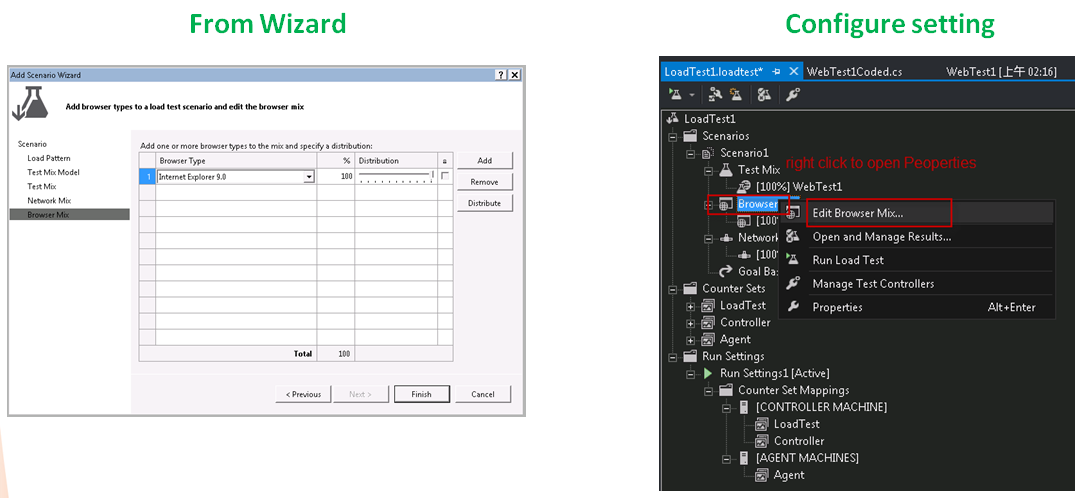 From Wizard
Configure setting
Add Scenario Wizard
Add browser types to a load test scenario and edit the browser mix
Scenario
Load Pattern
Test Mix Model
Test Mix
Network Mix
Browser Mix
Add one or more browser types to the mix and specify a distribution:
Browser Type % Distribution
1 Internet Explorer 9.0 100
Total 100
Add
Remove
Distribute
< Previous Next > Finish Cancel
LoadTest1.loadtest* WebTest1Coded.cs WebTest1 [上午 02:16]
LoadTest1
Scenarios
Scenario1
Test Mix
right click to open Peoperties
[100%] WebTest1
Browser
[100
Network
[100
Goal Ba
Edit Browser Mix...
Open and Manage Results...
Run Load Test
Manage Test Controllers
Properties Alt+Enter
Counter Sets
LoadTest
Controller
Agent
Run Settings
Run Settings1 [Active]
Counter Set Mappings
[CONTROLLER MACHINE]
LoadTest
Controller
[AGENT MACHINES]
Agent